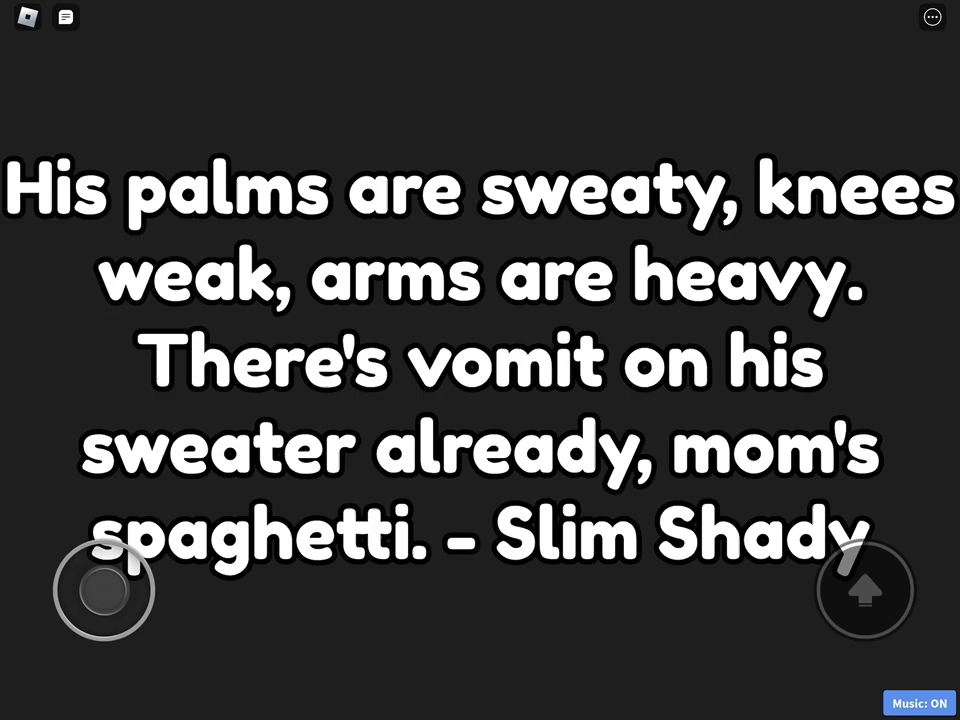 His palms are sweaty, knees
weak, arms are heavy.
There's vomit on his
sweater already, mom's
spaghetti. - Slim Shady
Music: ON